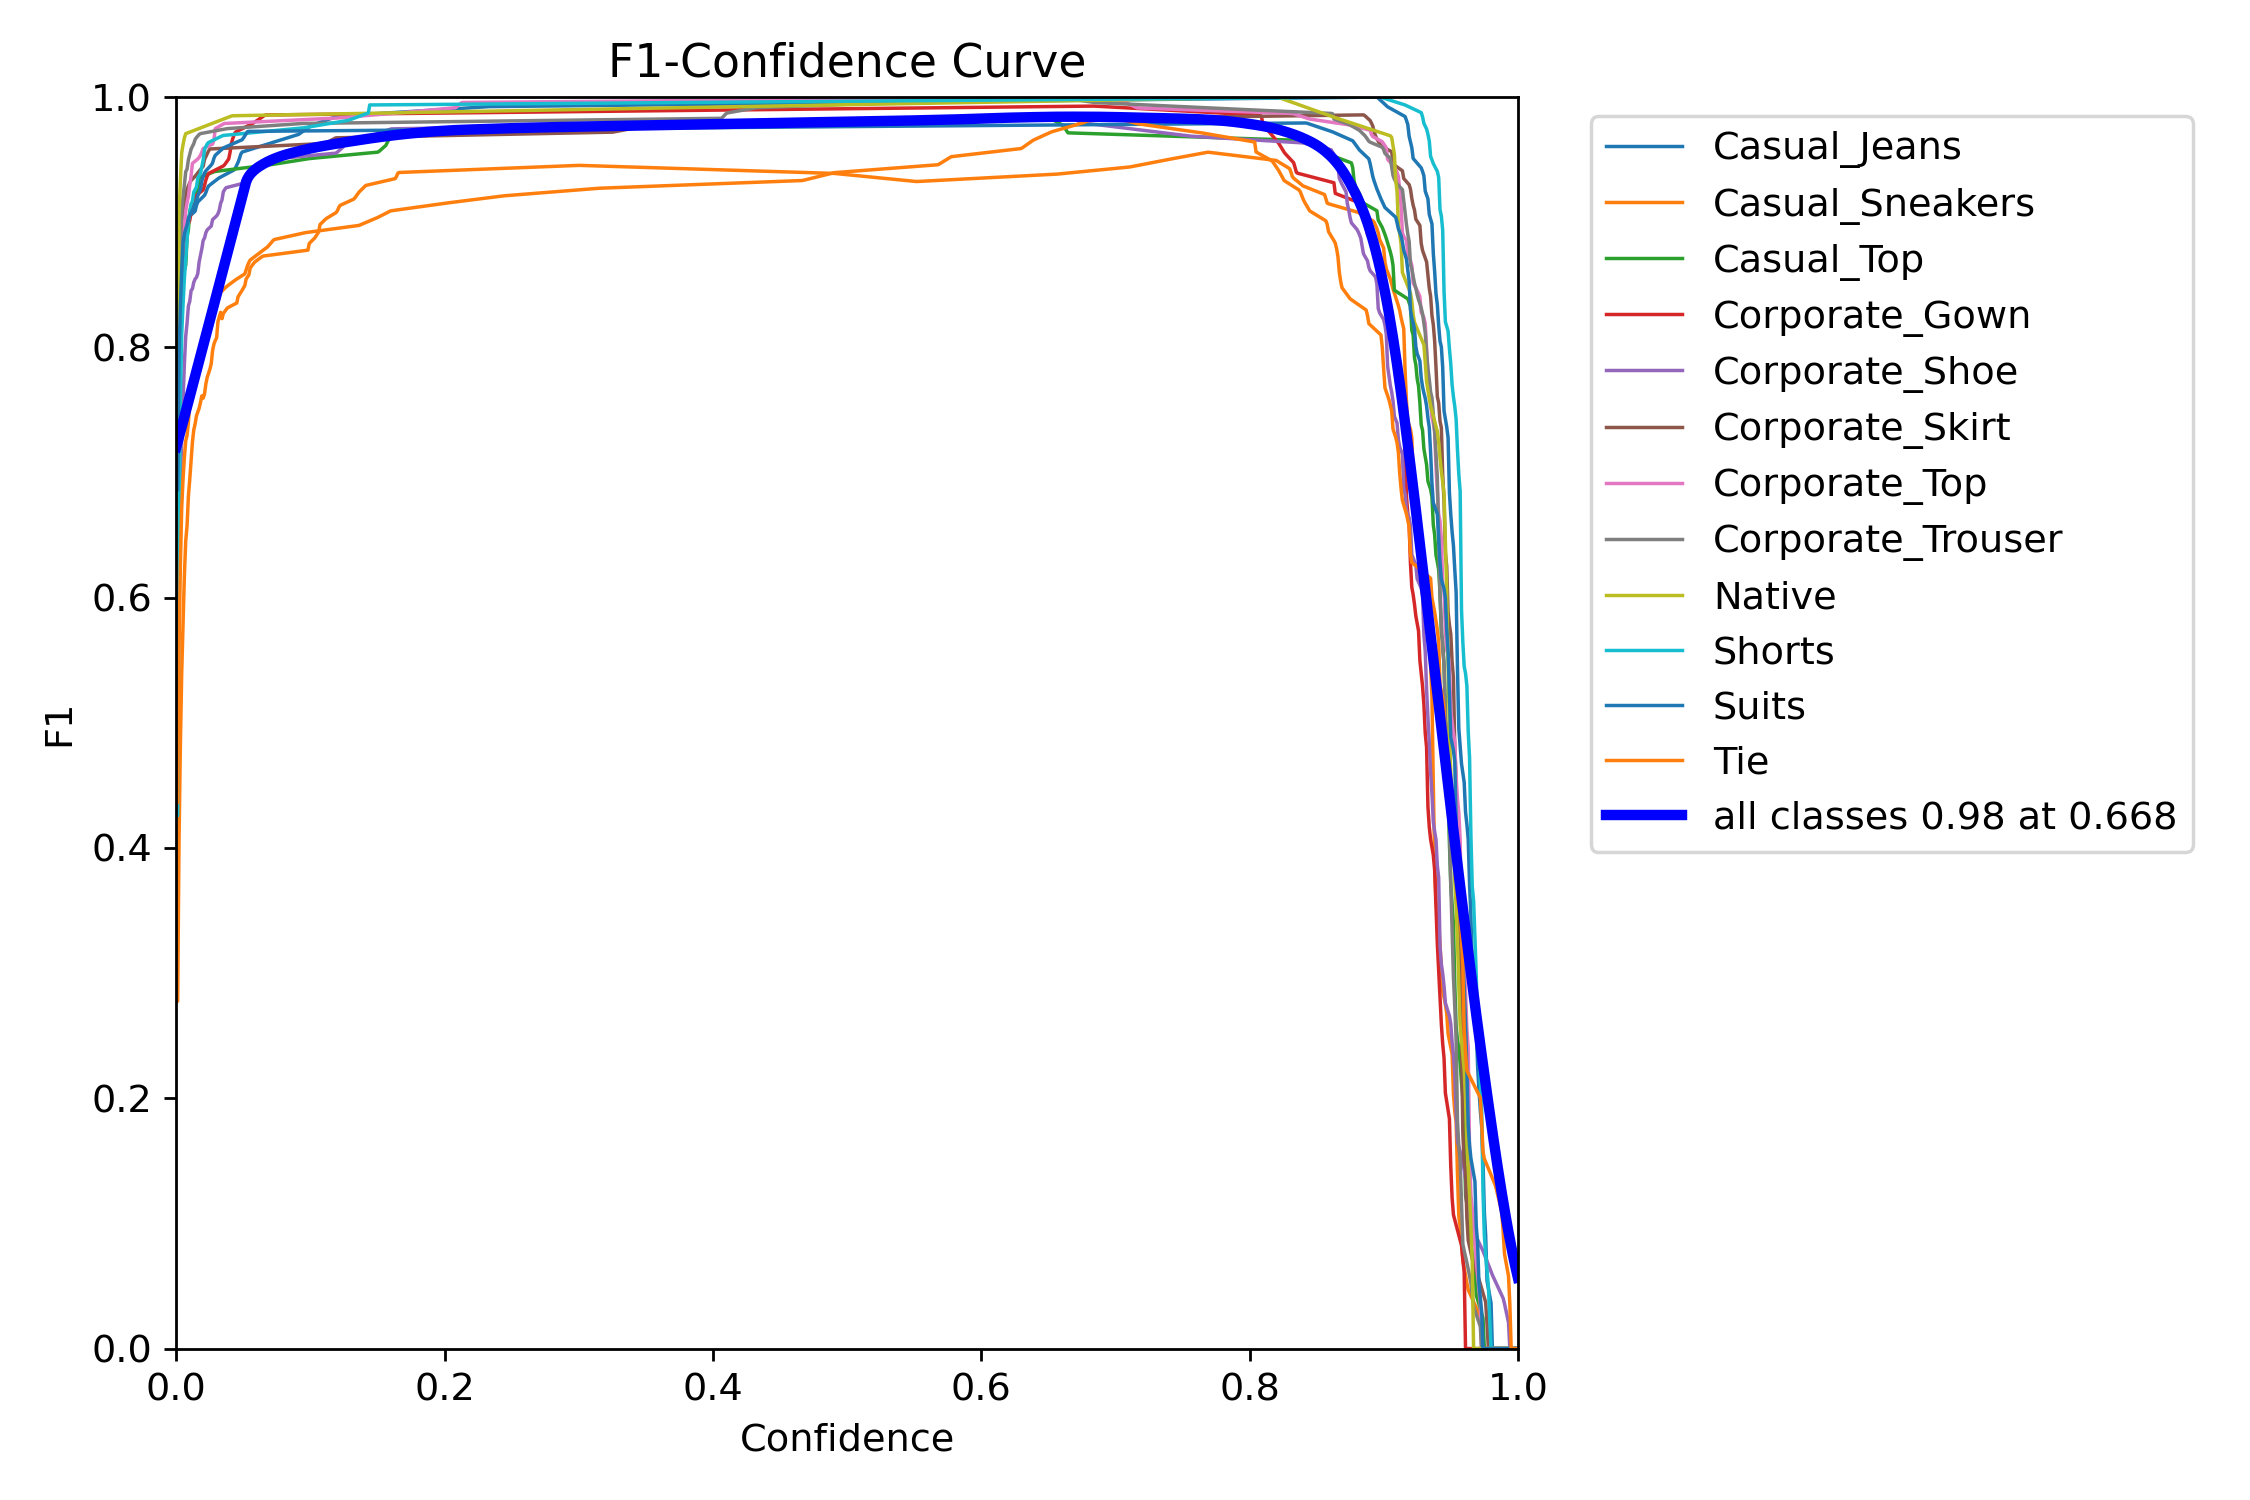 F1-Confidence Curve
1.0
0.8
0.6
0.4
0.2
0.0
F1
0.0 0.2 0.4 0.6 0.8 1.0
Confidence
Casual_Jeans
Casual_Sneakers
Casual_Top
Corporate_Gown
Corporate_Shoe
Corporate_Skirt
Corporate_Top
Corporate_Trouser
Native
Shorts
Suits
Tie
all classes 0.98 at 0.668